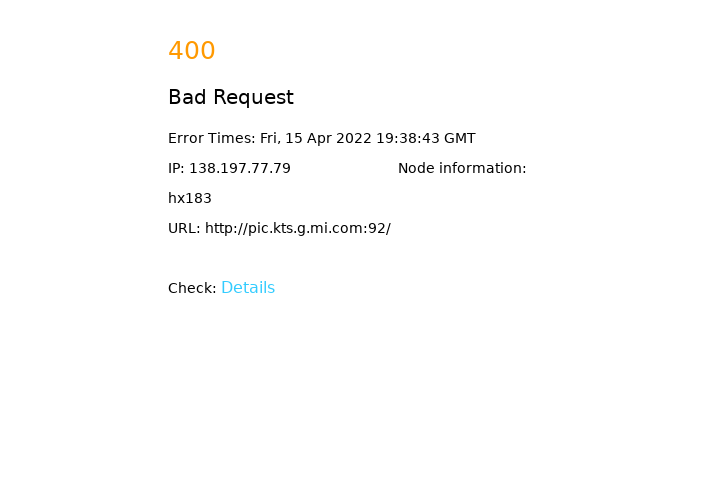 400
Bad Request
Error Times: Fri, 15 Apr 2022 19:38:43 GMT
IP: 138.197.77.79 Node information:
hx183
URL: http://pic.kts.g.mi.com:92/
Check: Details